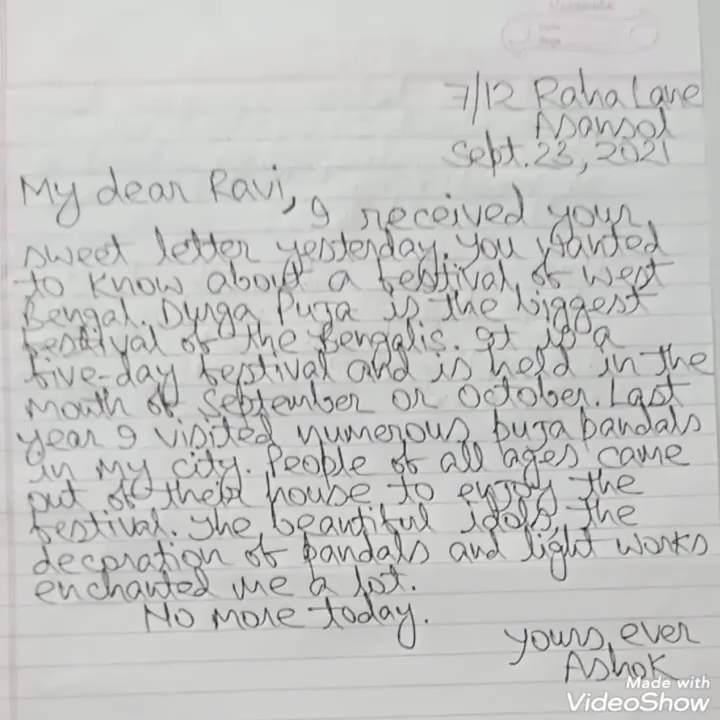 7/12 Raha Lane
Asansol
Sept. 23, 2021
My dear Ravi,
I received your
sweet letter yesterday. You wanted
to know about a festival of West
Bengal. Durga Puja is the biggest
festival of the Bengalis. It is a
five-day festival and is held in the
month of September or October. Last
year I visited numerous puja pandals
in my city. People of all ages came
out of their house to enjoy the
festival. The beautiful idols, the
decoration of pandals and light works
enchanted me a lot.
No more today.
Yours ever
Ashok
Made with
VideoShow